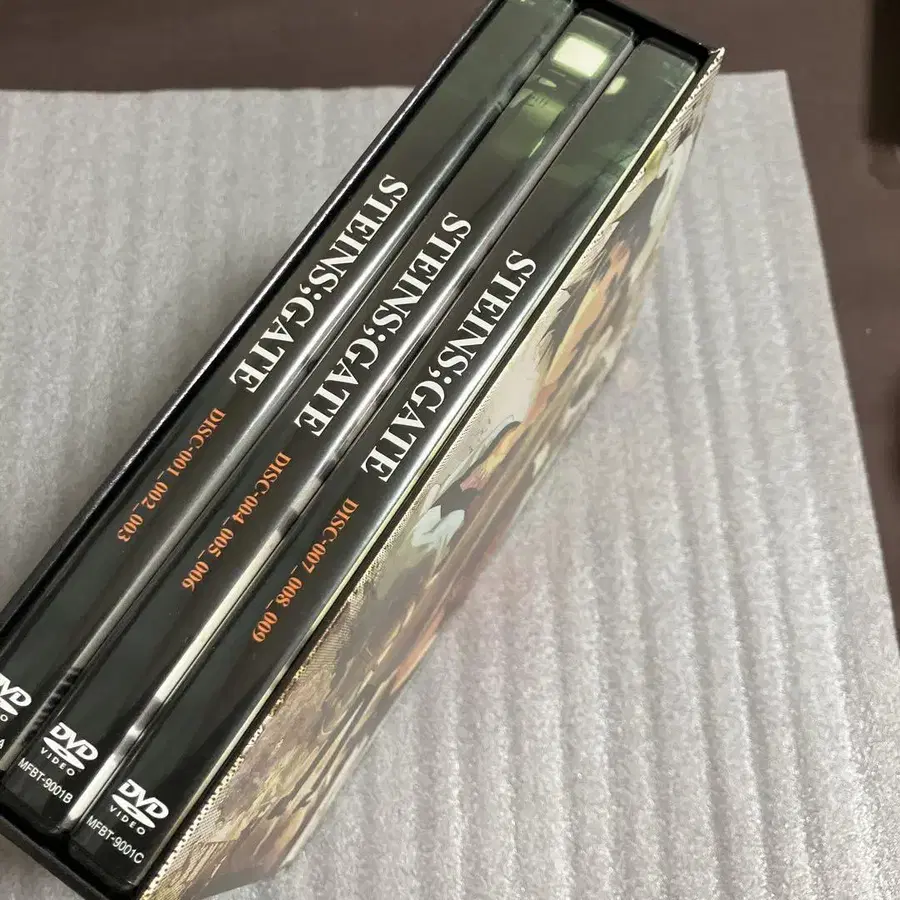 STEINS;GATE
DISC-001_002_003
DVD
VIDEO
A
STEINS;GATE
DISC-004_005_006
DVD
VIDEO
MFBT-9001B
STEINS;GATE
DISC-007_008_009
DVD
VIDEO
MFBT-9001C